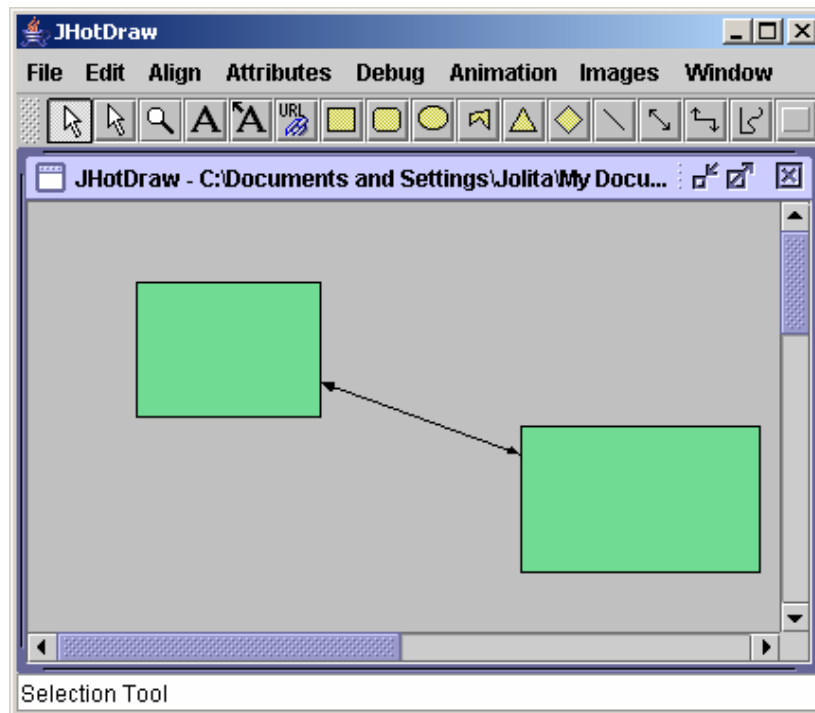 JHotDraw
File Edit Align Attributes Debug Animation Images Window
A A URL
JHotDraw - C:\Documents and Settings\Jolita\My Docu...
Selection Tool